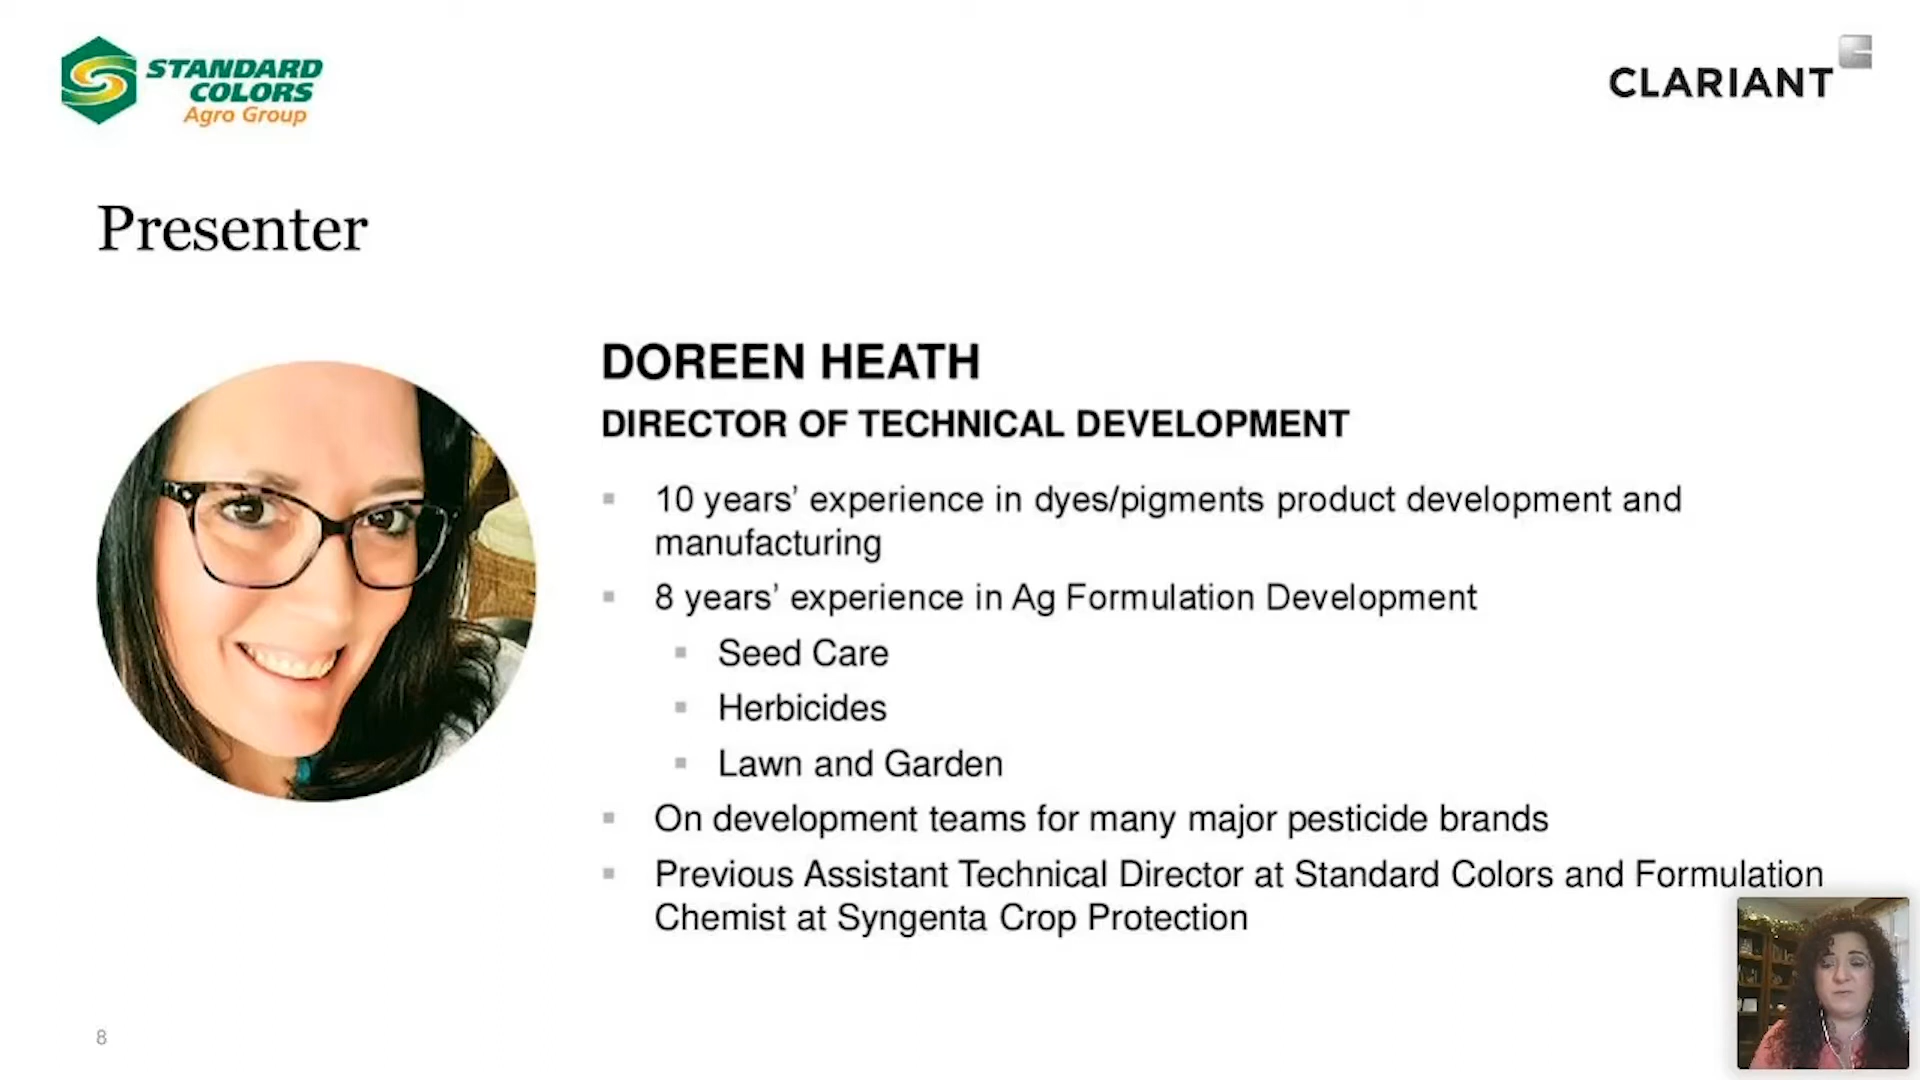 STANDARD
COLORS
Agro Group
CLARIANT
Presenter
DOREEN HEATH
DIRECTOR OF TECHNICAL DEVELOPMENT
10 years’ experience in dyes/pigments product development and
manufacturing
8 years’ experience in Ag Formulation Development
Seed Care
Herbicides
Lawn and Garden
On development teams for many major pesticide brands
Previous Assistant Technical Director at Standard Colors and Formulation
Chemist at Syngenta Crop Protection
8